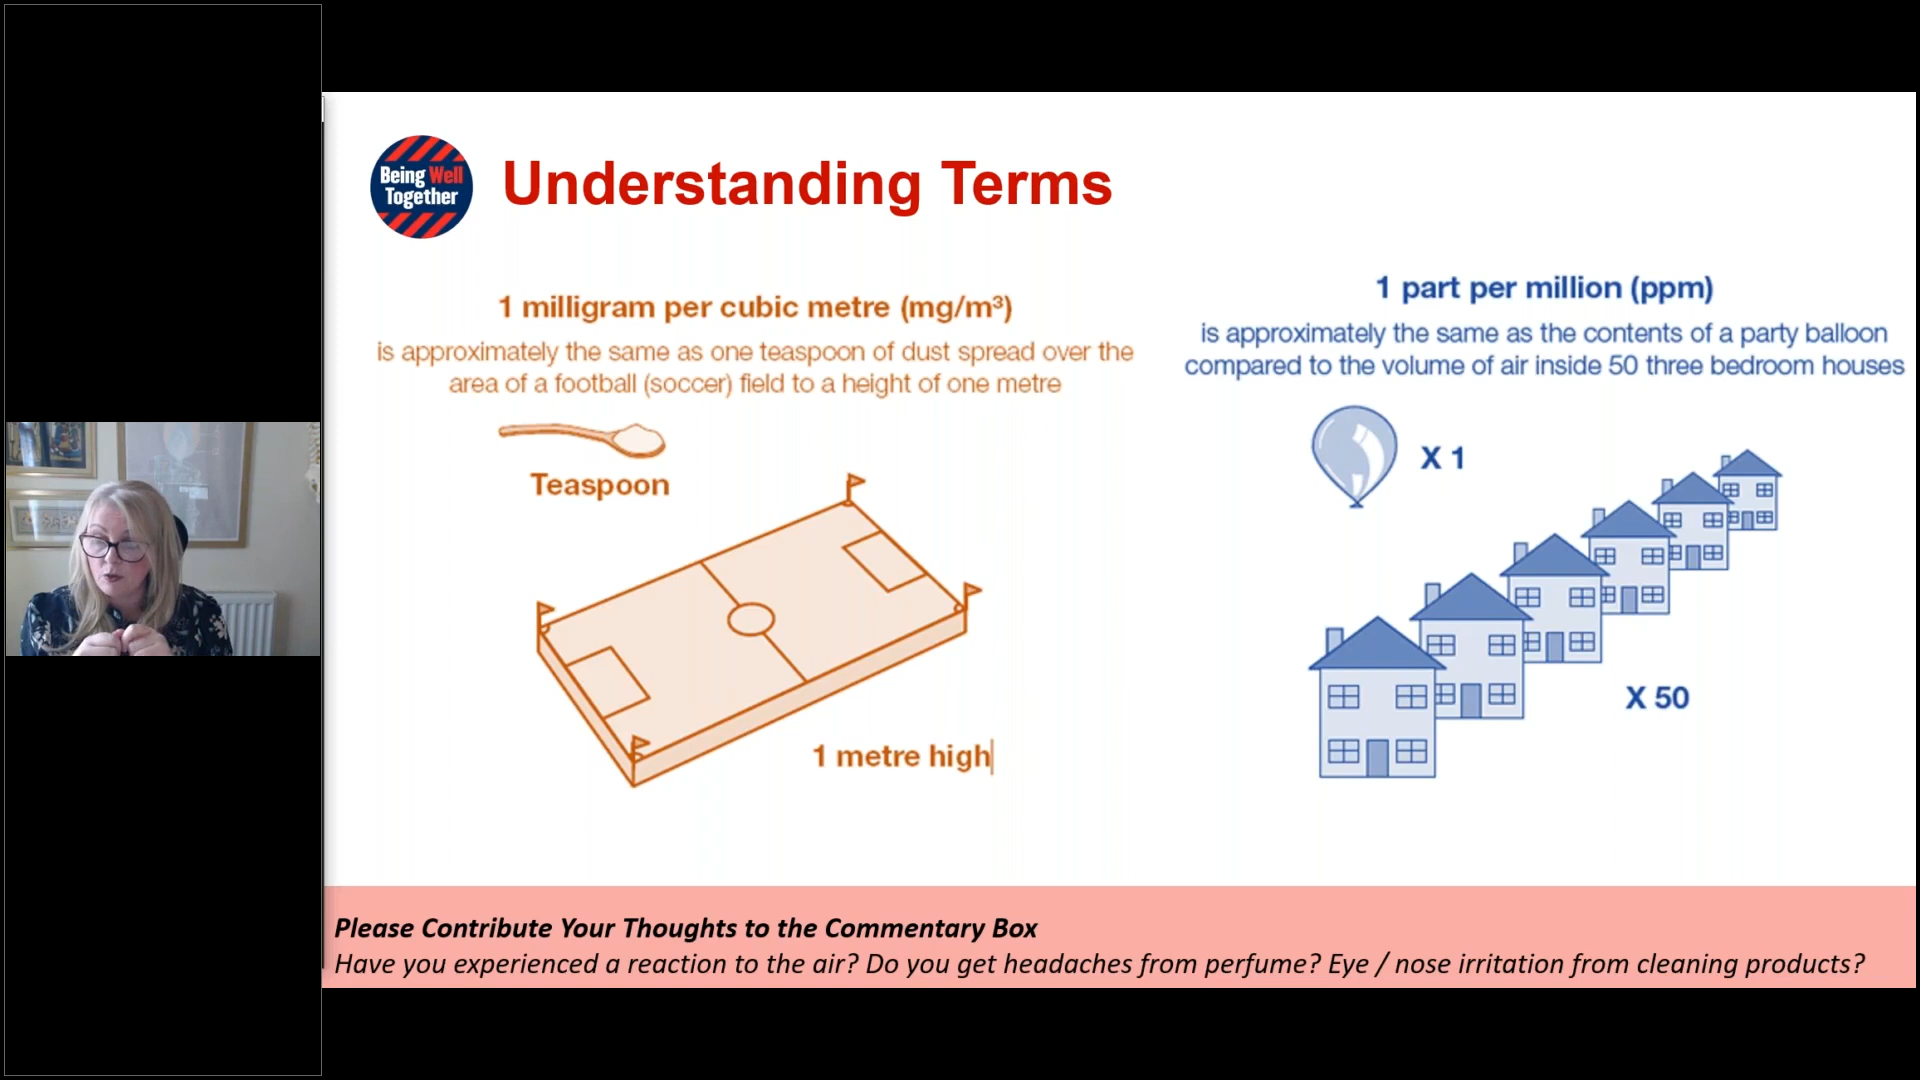 Being Well
Together
Understanding Terms
1 milligram per cubic metre (mg/m³)
is approximately the same as one teaspoon of dust spread over the
area of a football (soccer) field to a height of one metre
Teaspoon
1 metre high
1 part per million (ppm)
is approximately the same as the contents of a party balloon
compared to the volume of air inside 50 three bedroom houses
X 1
X 50
Please Contribute Your Thoughts to the Commentary Box
Have you experienced a reaction to the air? Do you get headaches from perfume? Eye / nose irritation from cleaning products?